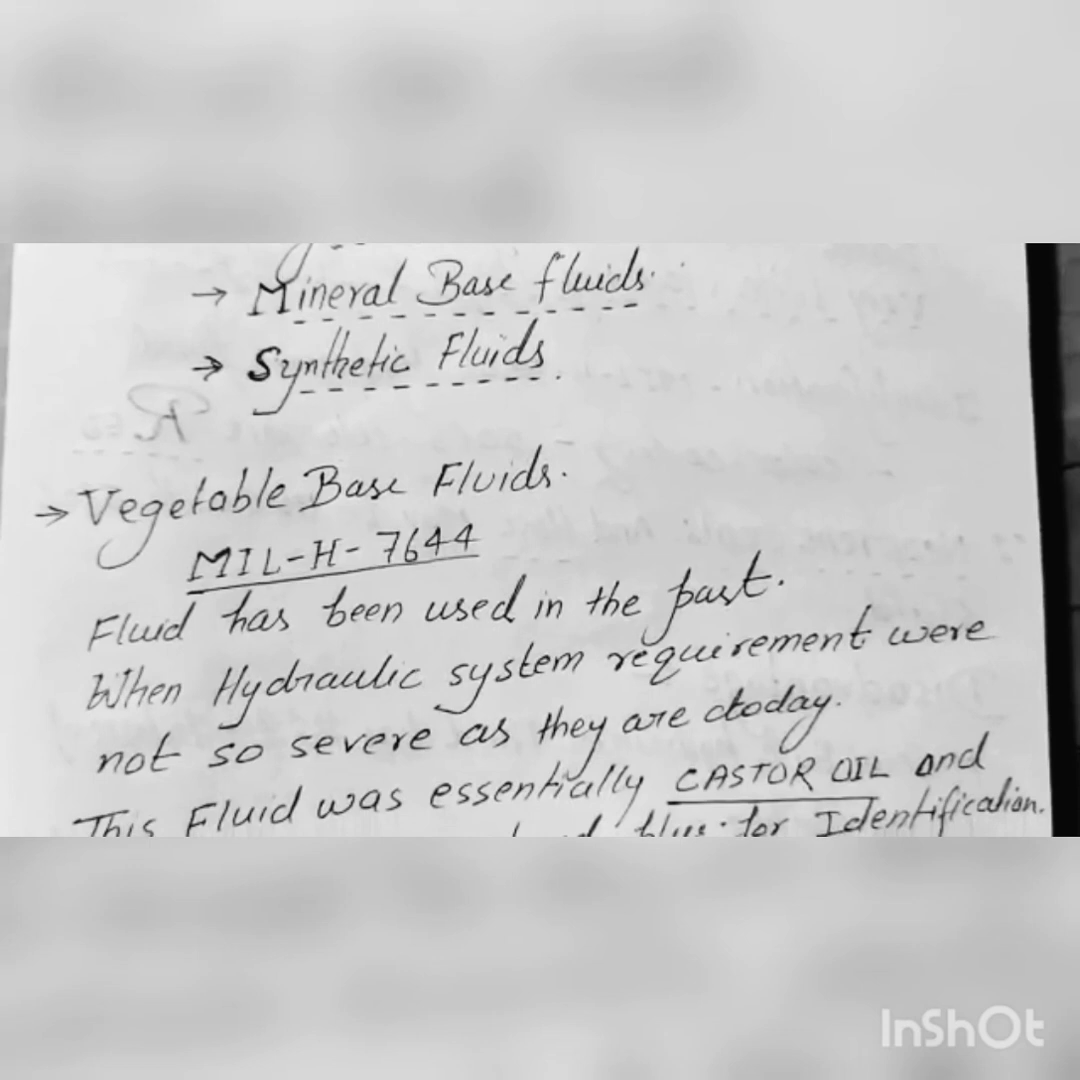 → Mineral Base fluids.
→ Synthetic Fluids.
→ Vegetable Base Fluids.
MIL-H-7644
Fluid has been used in the past.
When Hydraulic system requirement were
not so severe as they are today.
This Fluid was essentially CASTOR OIL and
blue for Identification.
InShOt